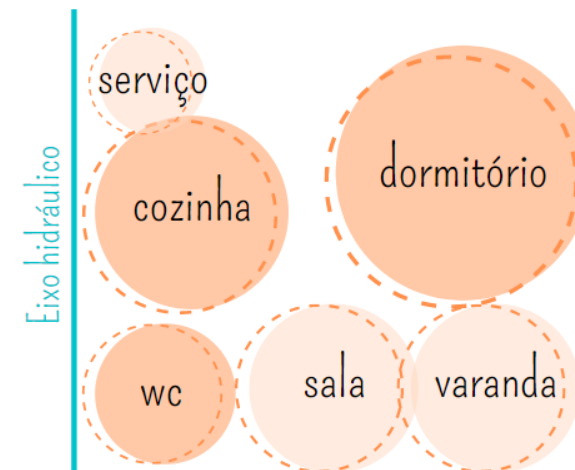 Eixo hidráulico
serviço
cozinha
dormitório
wc
sala
varanda